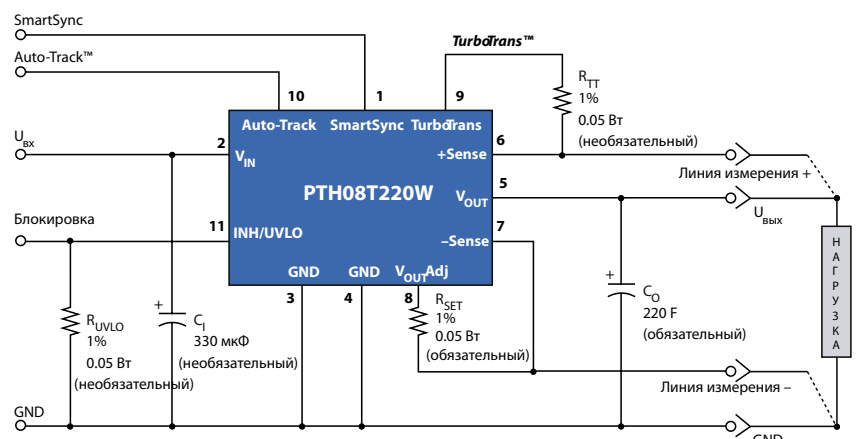 SmartSync
Auto-Track™
TurboTrans™
10
1
9
R_TT
1%
0.05 Вт
(необязательный)
Auto-Track SmartSync TurboTrans
U_вх
2
V_IN
6
+Sense
Линия измерения +
PTH08T220W
5
V_OUT
U_вых
Блокировка
11
INH/UVLO
7
–Sense
GND GND V_OUT Adj
3
4
8
R_SET
1%
0.05 Вт
(обязательный)
+
C_O
220 F
(обязательный)
НАГРУЗКА
R_UVLO
1%
0.05 Вт
(необязательный)
+
C_I
330 мкФ
(необязательный)
Линия измерения –
GND
GND